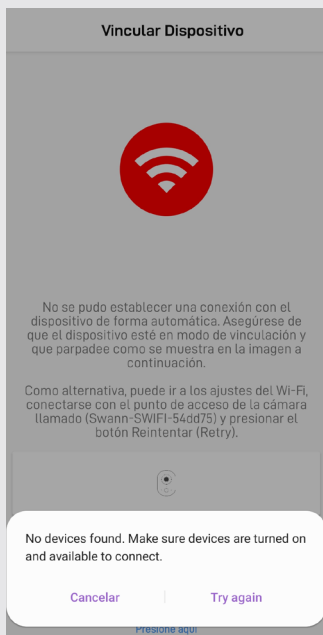 Vincular Dispositivo
No se pudo establecer una conexión con el
dispositivo de forma automática. Asegúrese de
que el dispositivo esté en modo de vinculación y
que parpadee como se muestra en la imagen a
continuación.
Como alternativa, puede ir a los ajustes del Wi-Fi,
conectarse con el punto de acceso de la cámara
llamado (Swann-SWIFI-54dd75) y presionar el
botón Reintentar (Retry).
No devices found. Make sure devices are turned on
and available to connect.
Cancelar
Try again
Presione aquí